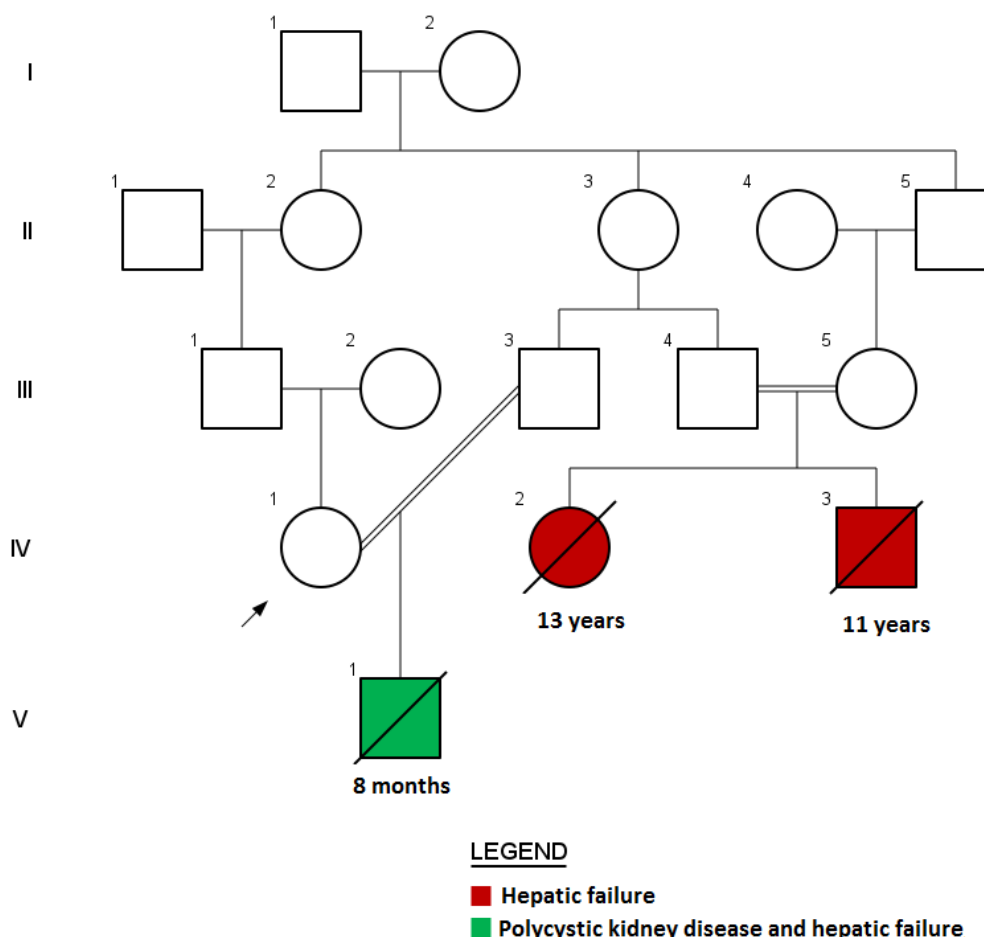 1 2
I
1 2 3 4 5
II
1 2 3 4 5
III
1 2 3
IV
13 years 11 years
1
V
8 months
LEGEND
Hepatic failure
Polycystic kidney disease and hepatic failure